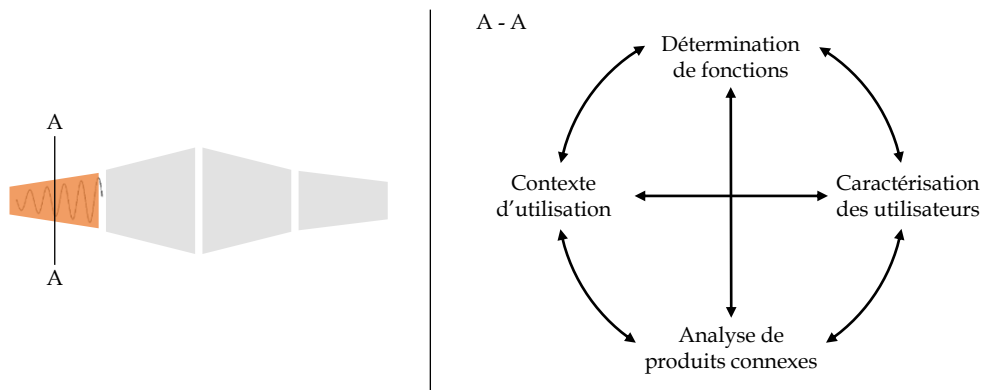 A
A
A - A
Détermination
de fonctions
Contexte
d’utilisation
Caractérisation
des utilisateurs
Analyse de
produits connexes